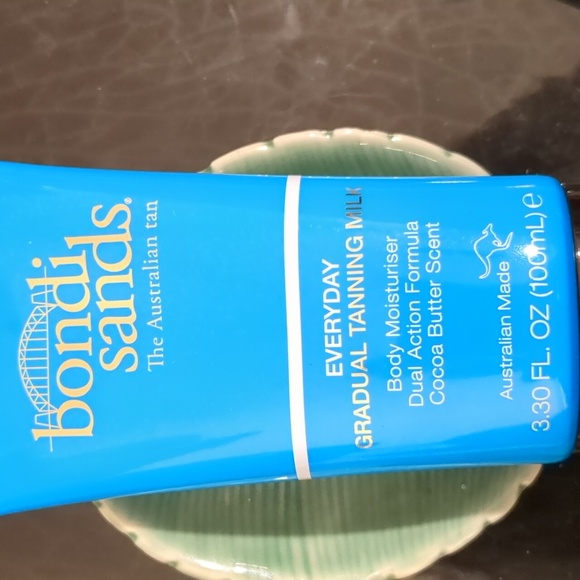 bondi
sands®
The Australian tan
EVERYDAY
GRADUAL TANNING MILK
Body Moisturiser
Dual Action Formula
Cocoa Butter Scent
Australian Made
3.30 FL. OZ (100mL) ℮